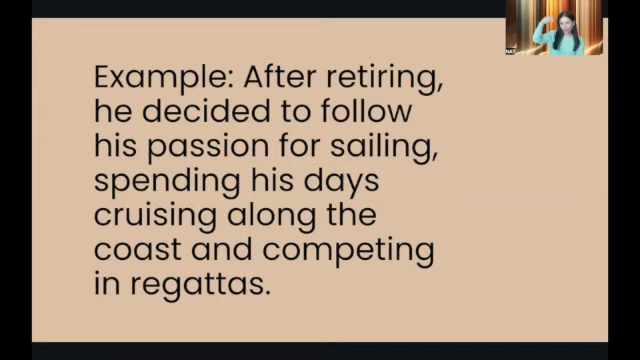 Example: After retiring,
he decided to follow
his passion for sailing,
spending his days
cruising along the
coast and competing
in regattas.